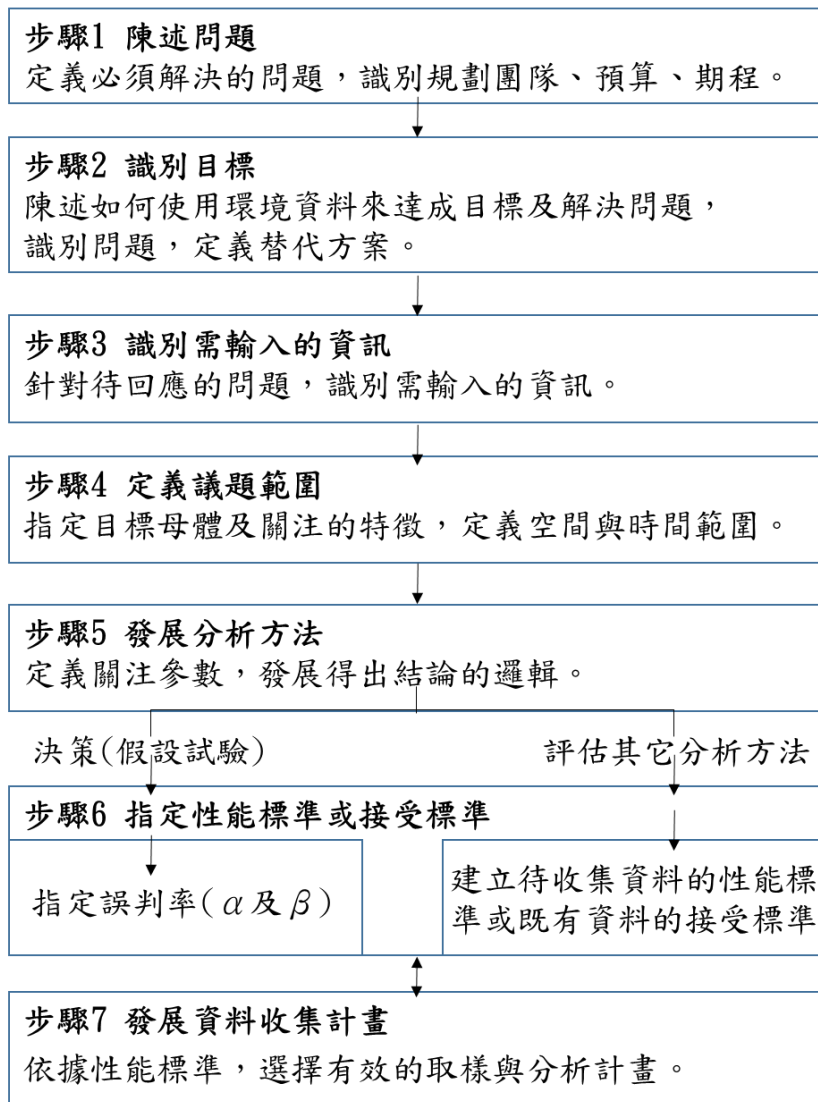 步驟1 陳述問題
定義必須解決的問題，識別規劃團隊、預算、期程。
步驟2 識別目標
陳述如何使用環境資料來達成目標及解決問題，
識別問題，定義替代方案。
步驟3 識別需輸入的資訊
針對待回應的問題，識別需輸入的資訊。
步驟4 定義議題範圍
指定目標母體及關注的特徵，定義空間與時間範圍。
步驟5 發展分析方法
定義關注參數，發展得出結論的邏輯。
決策(假設試驗)
評估其它分析方法
步驟6 指定性能標準或接受標準
指定誤判率(α及β)
建立待收集資料的性能標
準或既有資料的接受標準
步驟7 發展資料收集計畫
依據性能標準，選擇有效的取樣與分析計畫。